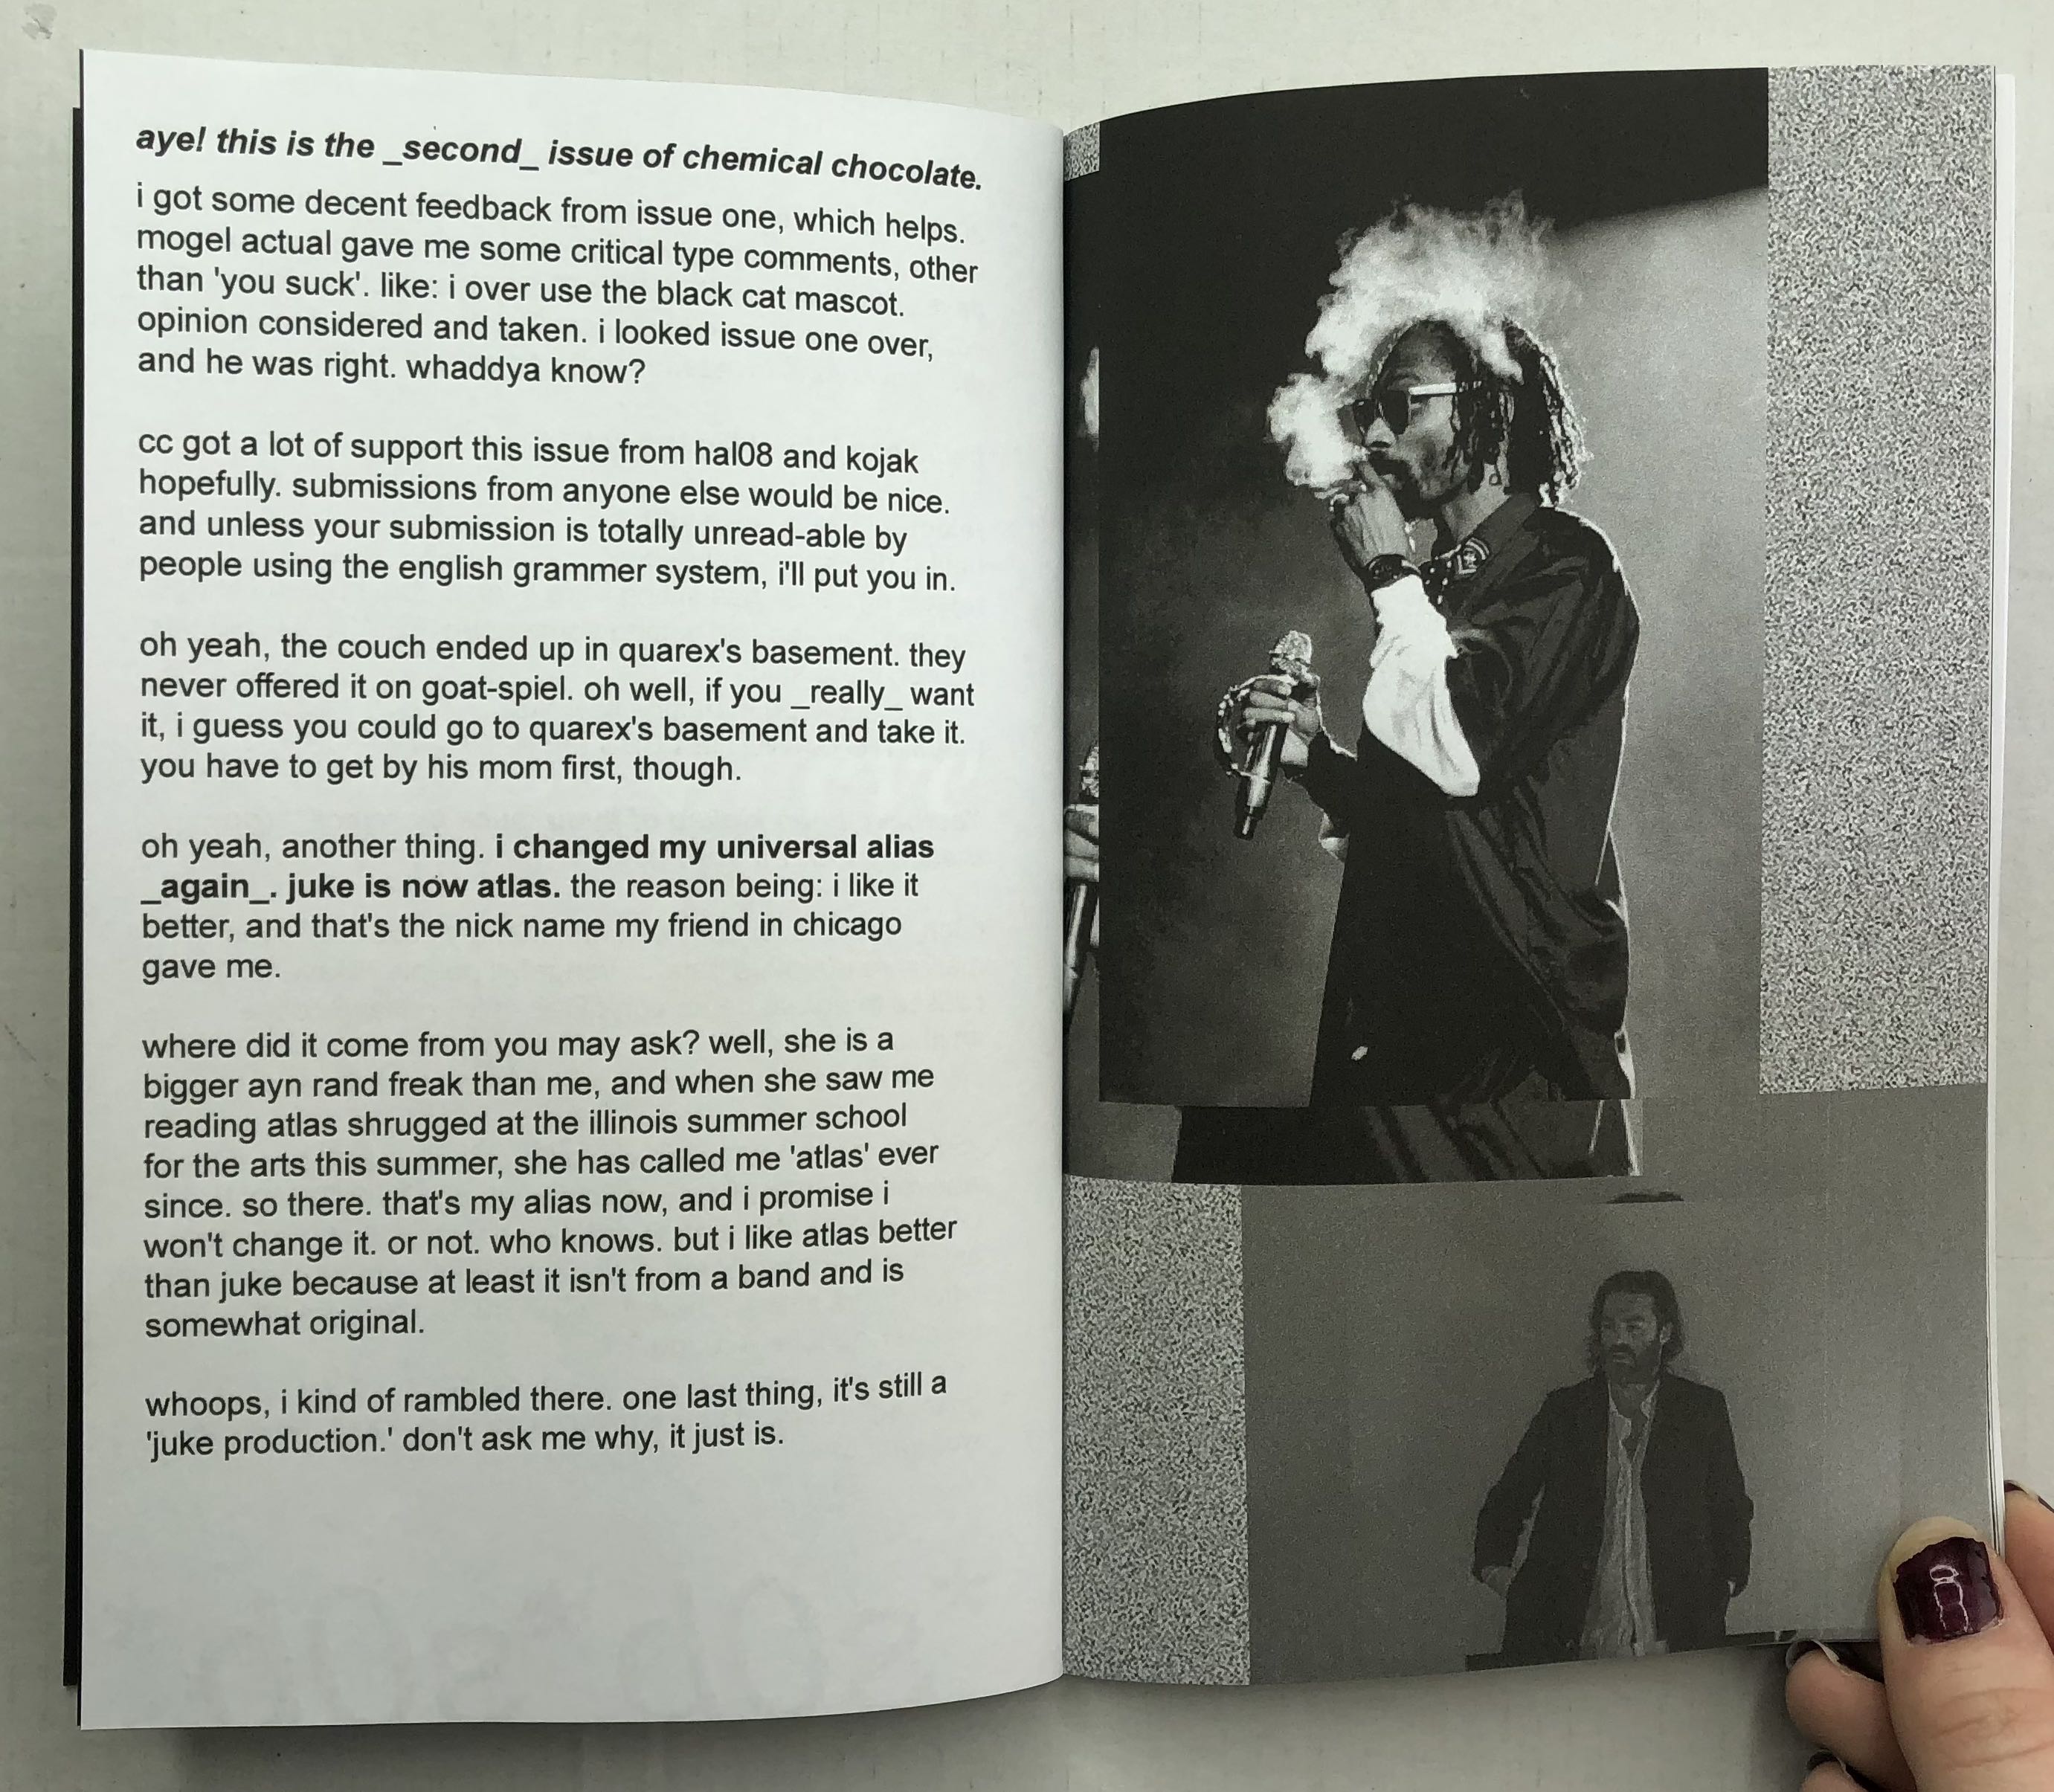 aye! this is the _second_ issue of chemical chocolate.
i got some decent feedback from issue one, which helps.
mogel actual gave me some critical type comments, other
than 'you suck'. like: i over use the black cat mascot.
opinion considered and taken. i looked issue one over,
and he was right. whaddya know?
cc got a lot of support this issue from hal08 and kojak
hopefully. submissions from anyone else would be nice.
and unless your submission is totally unread-able by
people using the english grammer system, i'll put you in.
oh yeah, the couch ended up in quarex's basement. they
never offered it on goat-spiel. oh well, if you _really_ want
it, i guess you could go to quarex's basement and take it.
you have to get by his mom first, though.
oh yeah, another thing. i changed my universal alias
_again_. juke is now atlas. the reason being: i like it
better, and that's the nick name my friend in chicago
gave me.
where did it come from you may ask? well, she is a
bigger ayn rand freak than me, and when she saw me
reading atlas shrugged at the illinois summer school
for the arts this summer, she has called me 'atlas' ever
since. so there. that's my alias now, and i promise i
won't change it. or not. who knows. but i like atlas better
than juke because at least it isn't from a band and is
somewhat original.
whoops, i kind of rambled there. one last thing, it's still a
'juke production.' don't ask me why, it just is.